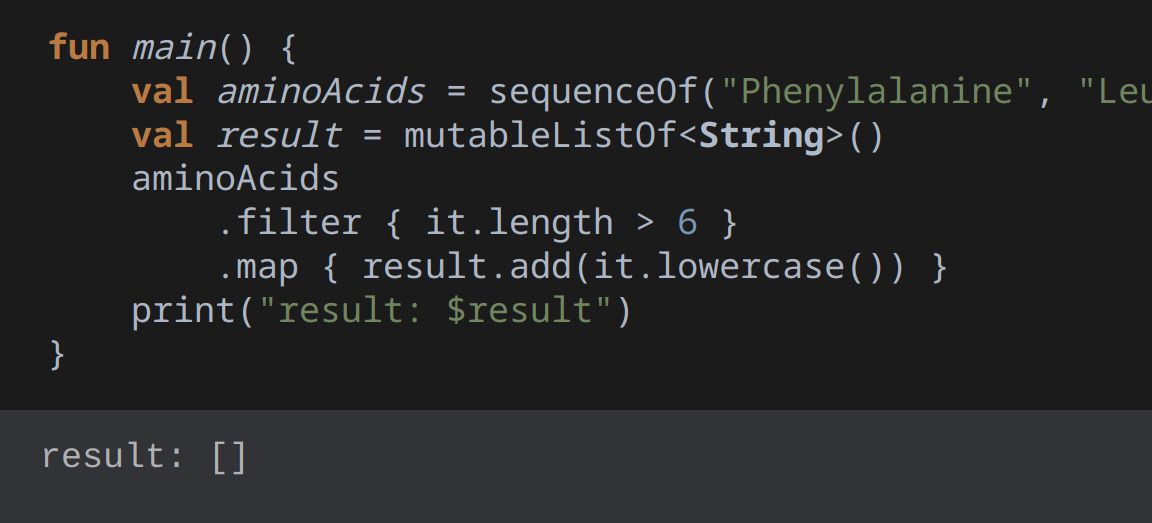 fun main() {
    val aminoAcids = sequenceOf("Phenylalanine", "Leu
    val result = mutableListOf<String>()
    aminoAcids
        .filter { it.length > 6 }
        .map { result.add(it.lowercase()) }
    print("result: $result")
}
result: []